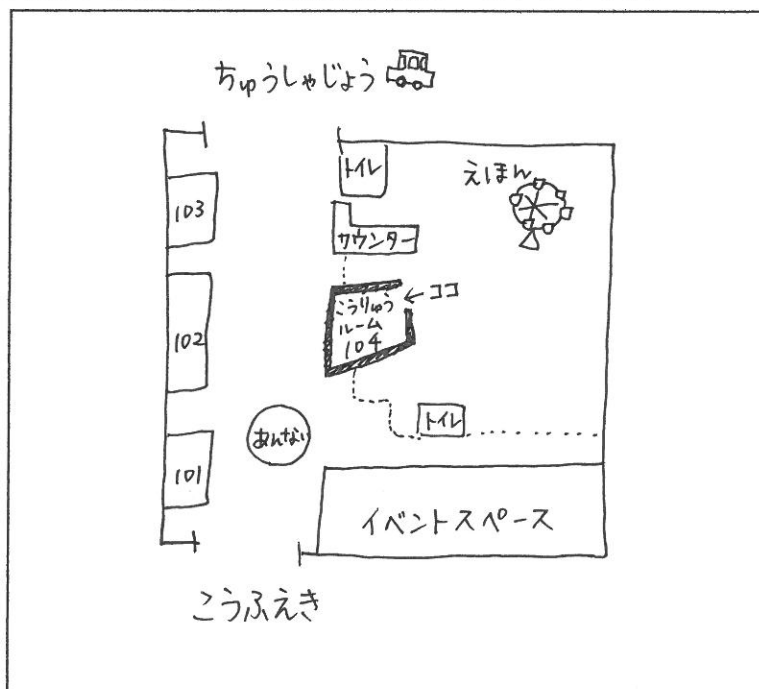 ちゅうしゃじょう
トイレ
えほん
103
カウンター
ココ
こうりゅう
ルーム
104
102
トイレ
あんない
101
イベントスペース
こうふえき